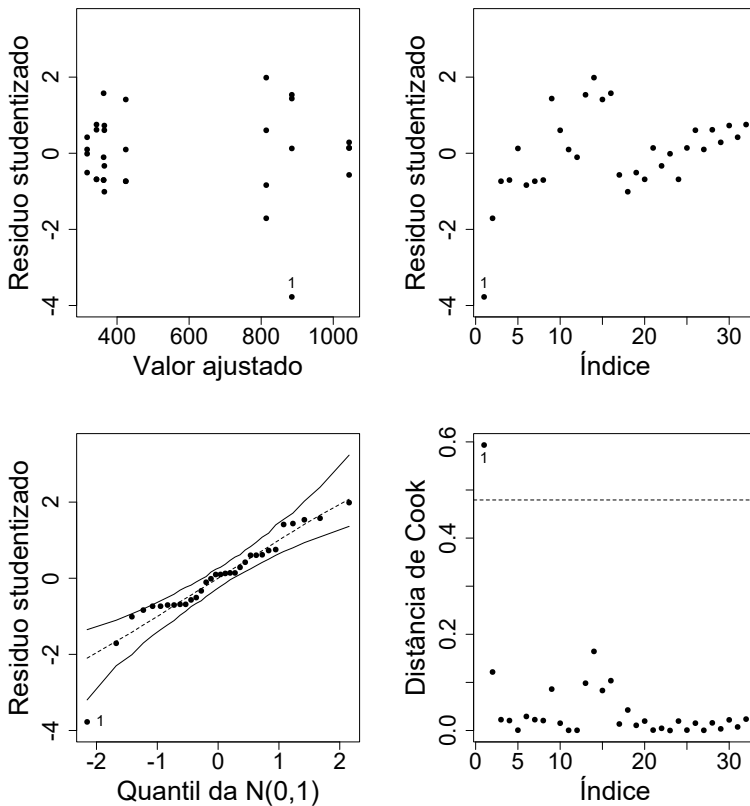 Resíduo studentizado
-4 -2 0 2
1
400 600 800 1000
Valor ajustado
Resíduo studentizado
-4 -2 0 2
1
0 5 10 20 30
Índice
Resíduo studentizado
-4 -2 0 2
1
-2 -1 0 1 2
Quantil da N(0,1)
Distância de Cook
0.0 0.2 0.4 0.6
1
0 5 10 20 30
Índice